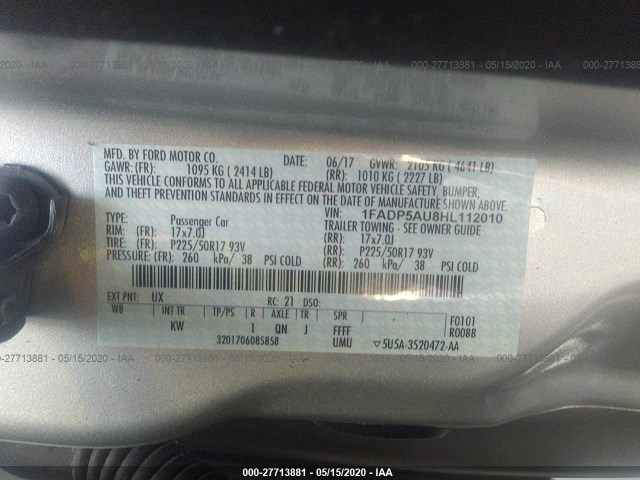 000-27713881 - 05/15/2020 - IAA
MFD. BY FORD MOTOR CO. DATE: 06/17 GVWR: 2105 KG ( 4641 LB)
GAWR: (FR): 1095 KG ( 2414 LB) (RR): 1010 KG ( 2227 LB)
THIS VEHICLE CONFORMS TO ALL APPLICABLE FEDERAL MOTOR VEHICLE SAFETY, BUMPER,
AND THEFT PREVENTION STANDARDS IN EFFECT ON THE DATE OF MANUFACTURE SHOWN ABOVE.
VIN: 1FADP5AU8HL112010
TYPE: Passenger Car TRAILER TOWING - SEE OWNER GUIDE
RIM: (FR): 17x7.0J (RR): 17x7.0J
TIRE: (FR): P225/50R17 93V (RR): P225/50R17 93V
PRESSURE: (FR): 260 kPa/ 38 PSI COLD (RR): 260 kPa/ 38 PSI COLD
EXT PNT: UX RC: 21 DSO:
WB INT TR TP/PS R AXLE TR SPR F0101
KW 1 QN J FFFF R0088
3201706085858 UMU ▽5U5A-3520472-AA
000-27713881 - 05/15/2020 - IAA
000-27713881 - 05/15/2020 - IAA